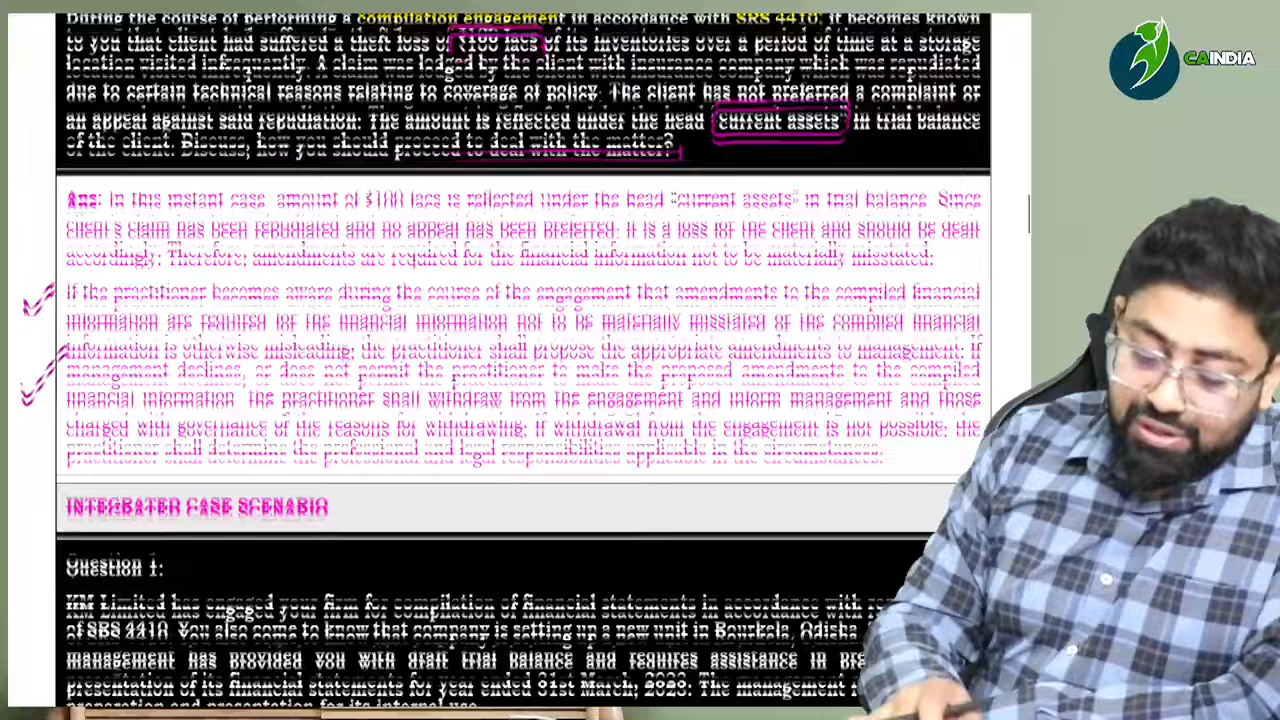 During the course of performing a compilation engagement in accordance with SRS 4410, it becomes known
to you that client had suffered a theft loss of ₹100 lacs of its inventories over a period of time at a storage
location visited infrequently. A claim was lodged by the client with insurance company which was repudiated
due to certain technical reasons relating to coverage of policy. The client has not preferred a complaint or
an appeal against said repudiation. The amount is reflected under the head "current assets" in trial balance
of the client. Discuss, how you should proceed to deal with the matter?
Ans: In this instant case, amount of ₹100 lacs is reflected under the head "current assets" in trial balance. Since
client's claim has been repudiated and no appeal has been preferred, it is a loss for the client and should be dealt
accordingly. Therefore, amendments are required for the financial information not to be materially misstated.
If the practitioner becomes aware during the course of the engagement that amendments to the compiled financial
information are required for the financial information not to be materially misstated or the compiled financial
information is otherwise misleading, the practitioner shall propose the appropriate amendments to management. If
management declines, or does not permit the practitioner to make the proposed amendments to the compiled
financial information, the practitioner shall withdraw from the engagement and inform management and those
charged with governance of the reasons for withdrawing. If withdrawal from the engagement is not possible, the
practitioner shall determine the professional and legal responsibilities applicable in the circumstances.
INTEGRATED CASE SCENARIO
Question 1:
KM Limited has engaged your firm for compilation of financial statements in accordance with
of SRS 4410. You also come to know that company is setting up a new unit in Rourkela, Odisha
management has provided you with draft trial balance and requires assistance in
presentation of its financial statements for year ended 31st March, 2023. The management
preparation and presentation for its internal use.
CAINDIA